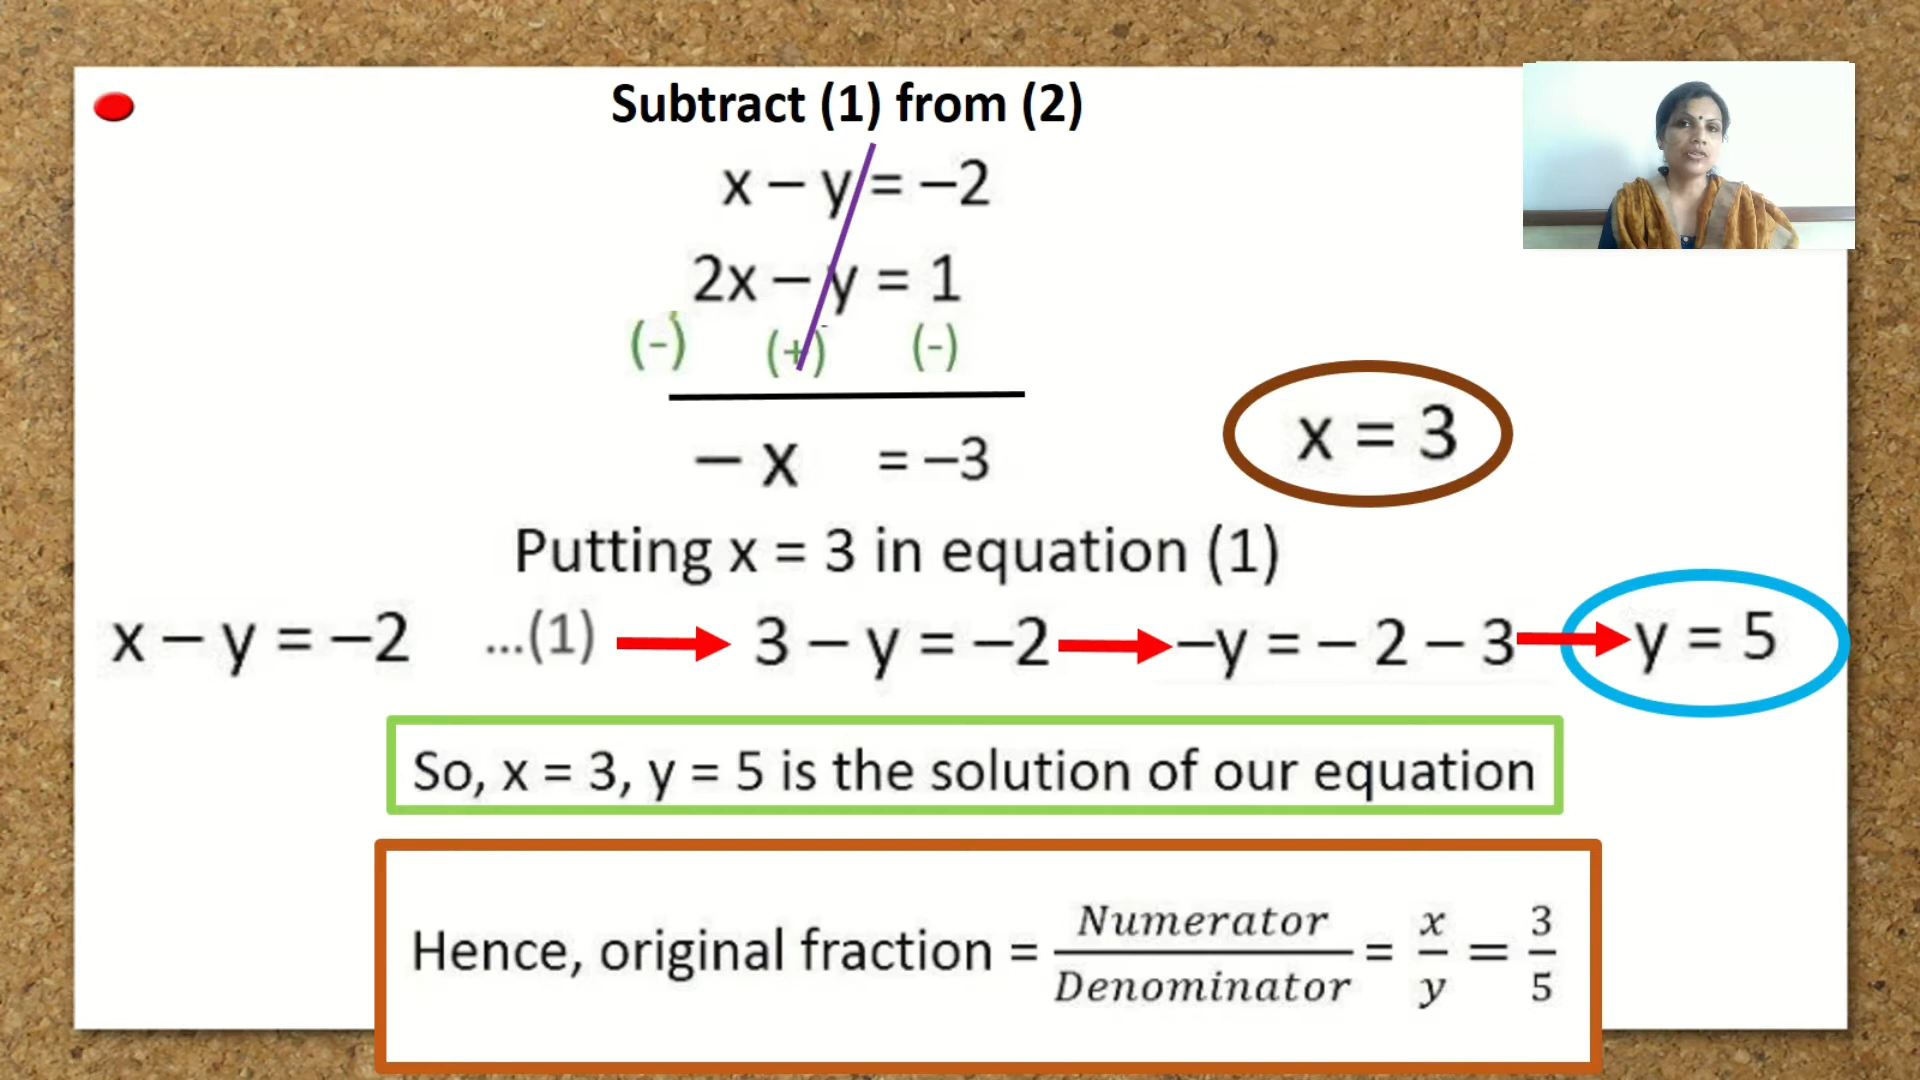 Subtract (1) from (2)
x – y = –2
2x – y = 1
(-) (+) (-)
– x = –3
x = 3
Putting x = 3 in equation (1)
x – y = –2 ...(1) 3 – y = –2 –y = – 2 – 3 y = 5
So, x = 3, y = 5 is the solution of our equation
Hence, original fraction = Numerator/Denominator = x/y = 3/5